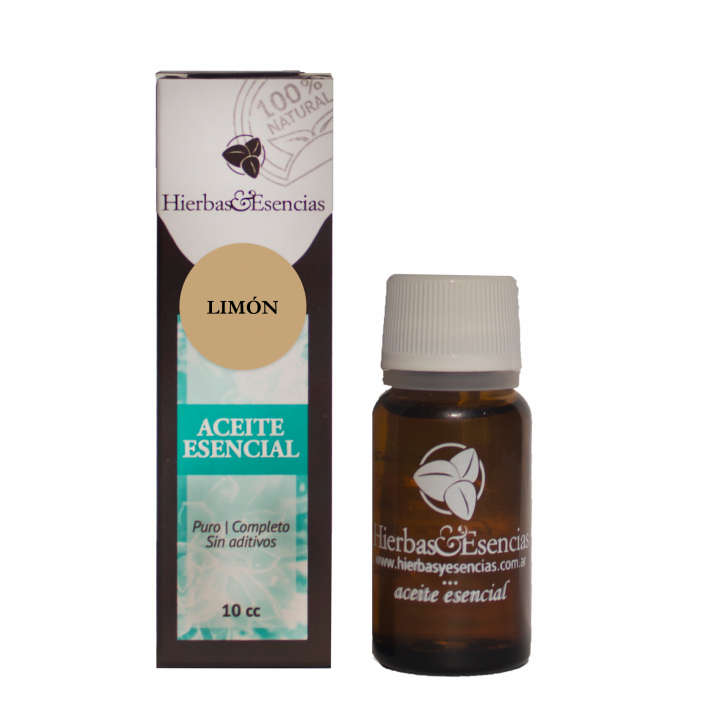 100%
NATURAL
Hierbas&Esencias
LIMÓN
ACEITE
ESENCIAL
Puro | Completo
Sin aditivos
10 cc
Hierbas&Esencias
www.hierbasyesencias.com.ar
aceite esencial